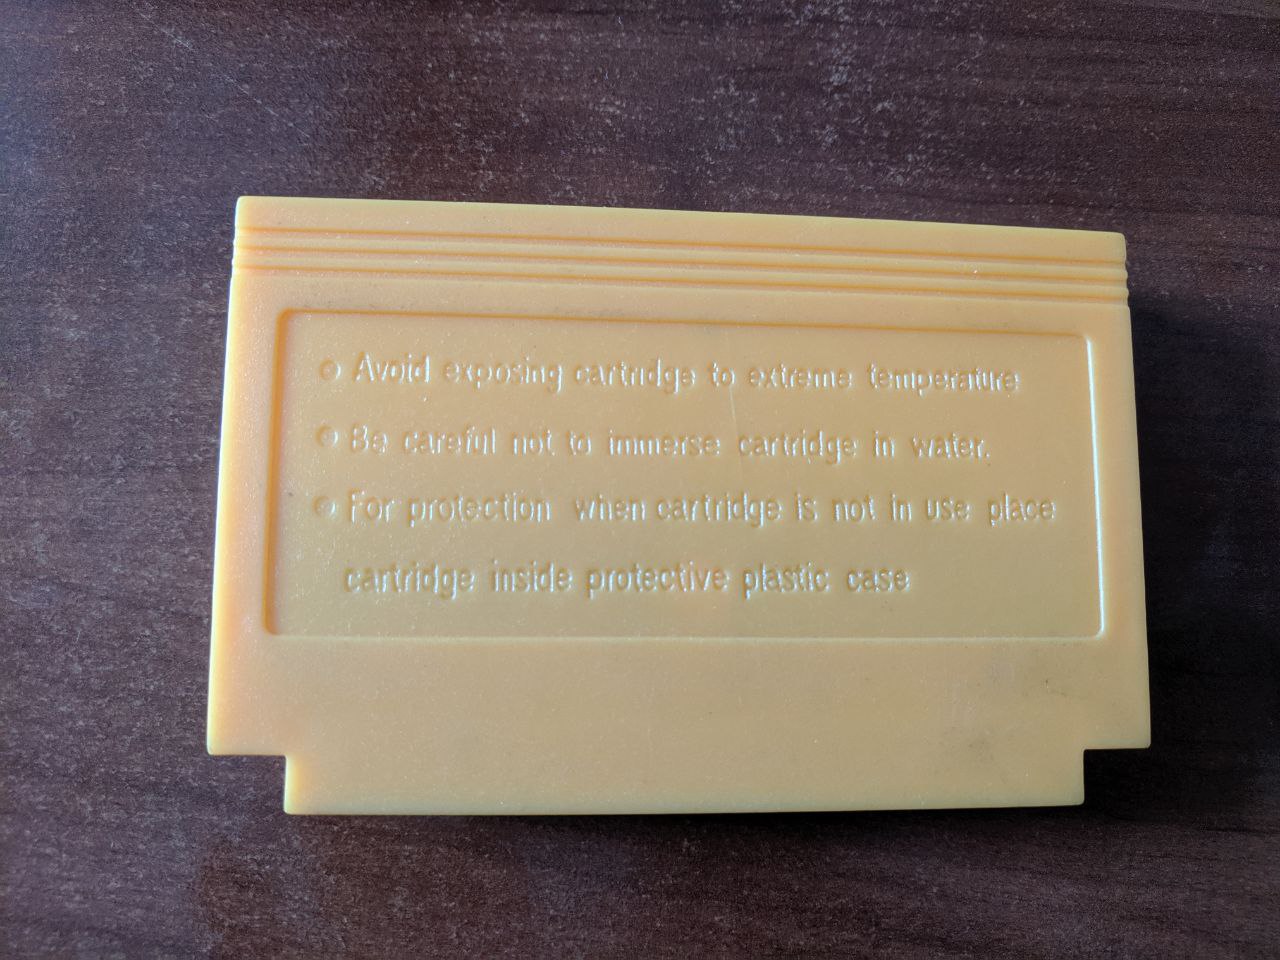 Avoid exposing cartridge to extreme temperature
Be careful not to immerse cartridge in water.
For protection when cartridge is not in use place
cartridge inside protective plastic case